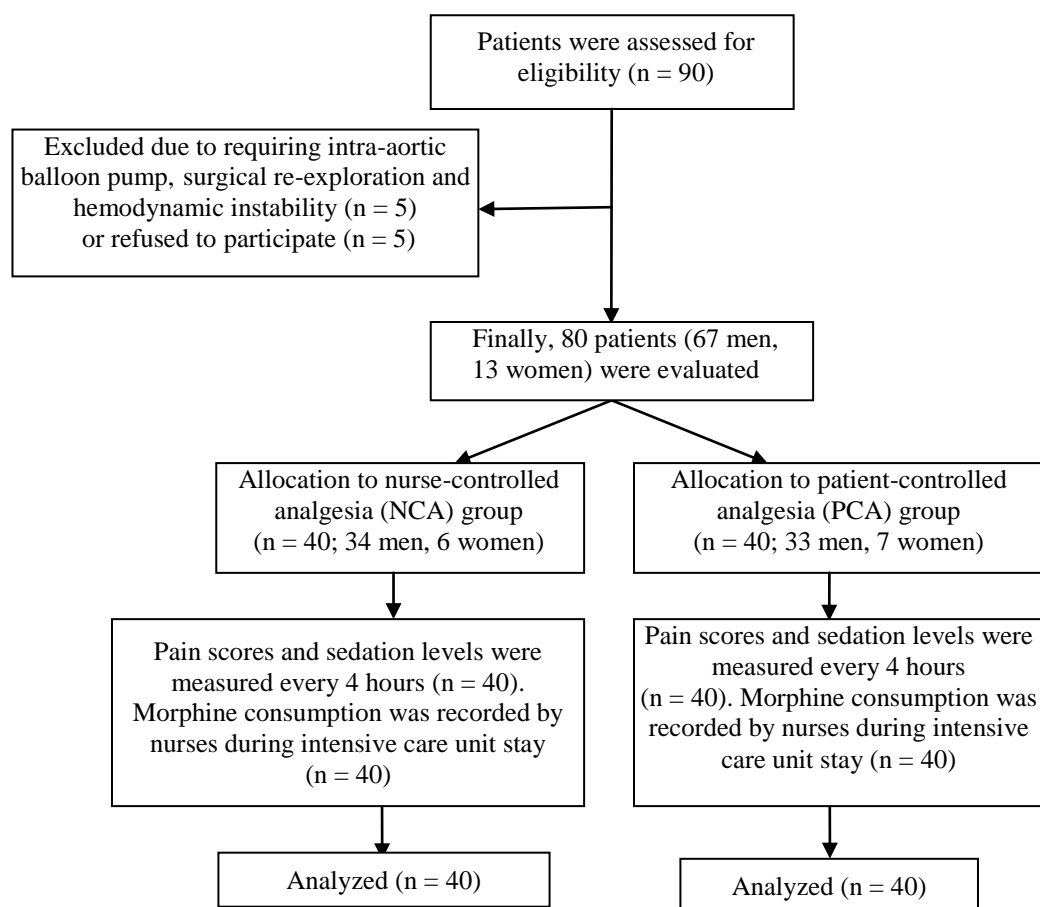 Patients were assessed for
eligibility (n = 90)
Excluded due to requiring intra-aortic
balloon pump, surgical re-exploration and
hemodynamic instability (n = 5)
or refused to participate (n = 5)
Finally, 80 patients (67 men,
13 women) were evaluated
Allocation to nurse-controlled
analgesia (NCA) group
(n = 40; 34 men, 6 women)
Allocation to patient-controlled
analgesia (PCA) group
(n = 40; 33 men, 7 women)
Pain scores and sedation levels were
measured every 4 hours (n = 40).
Morphine consumption was recorded by
nurses during intensive care unit stay
(n = 40)
Pain scores and sedation levels were
measured every 4 hours
(n = 40). Morphine consumption was
recorded by nurses during intensive
care unit stay (n = 40)
Analyzed (n = 40)
Analyzed (n = 40)